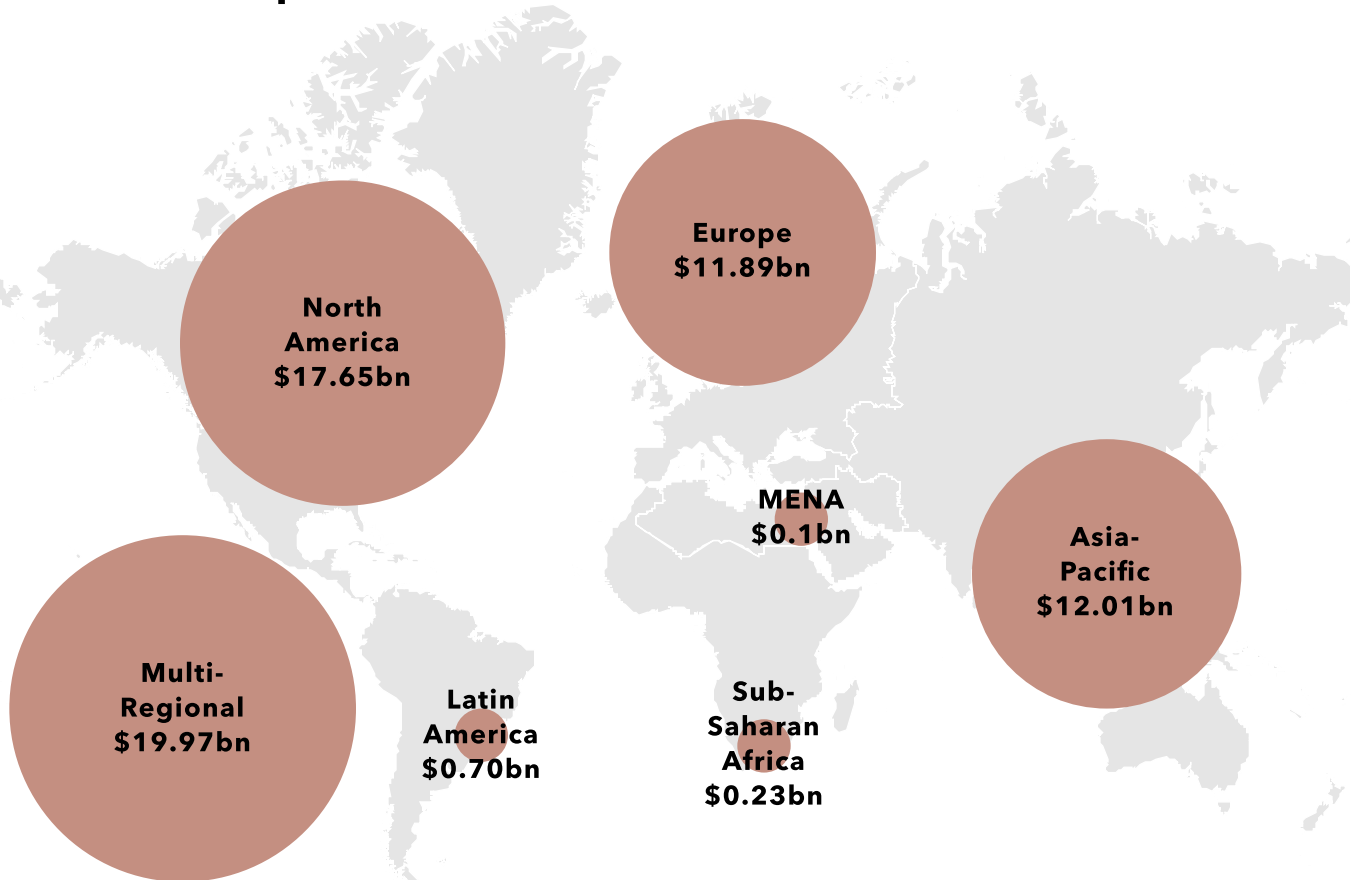 Europe
$11.89bn
North
America
$17.65bn
MENA
$0.1bn
Asia-
Pacific
$12.01bn
Multi-
Regional
$19.97bn
Latin
America
$0.70bn
Sub-
Saharan
Africa
$0.23bn